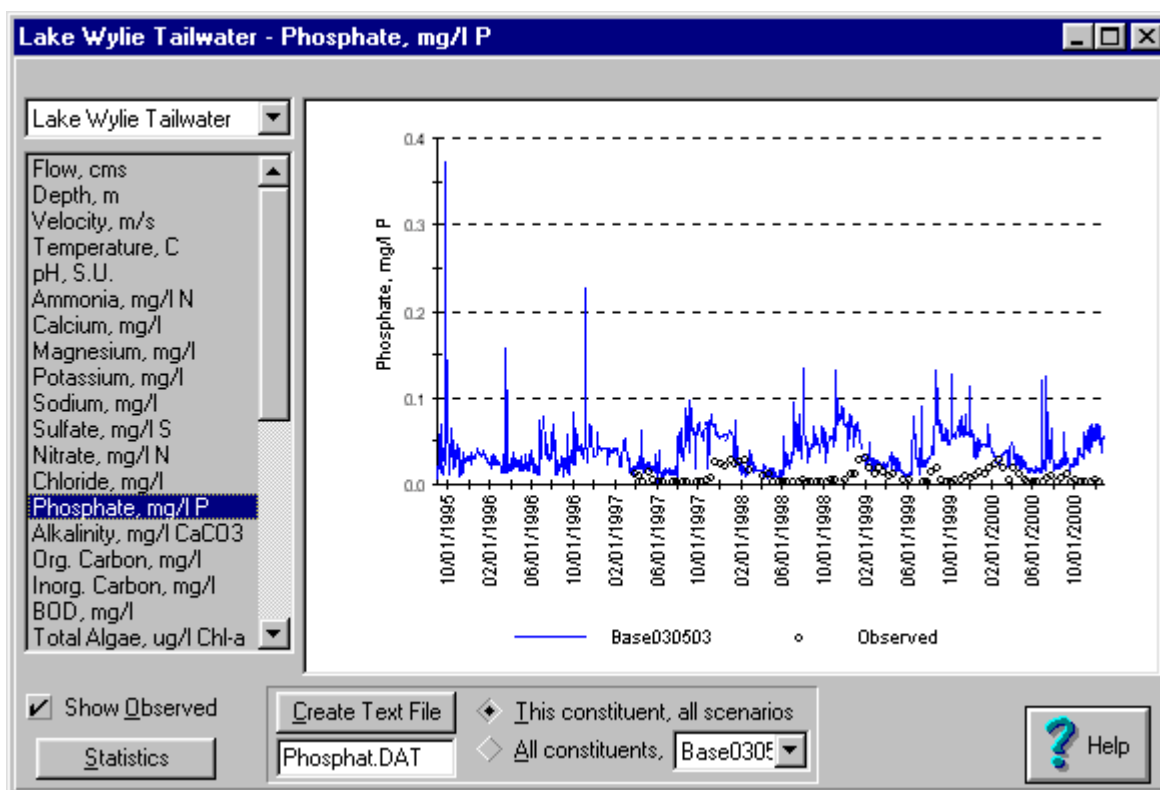 Lake Wylie Tailwater - Phosphate, mg/l P
Lake Wylie Tailwater
Flow, cms
Depth, m
Velocity, m/s
Temperature, C
pH, S.U.
Ammonia, mg/l N
Calcium, mg/l
Magnesium, mg/l
Potassium, mg/l
Sodium, mg/l
Sulfate, mg/l S
Nitrate, mg/l N
Chloride, mg/l
Phosphate, mg/l P
Alkalinity, mg/l CaCO3
Org. Carbon, mg/l
Inorg. Carbon, mg/l
BOD, mg/l
Total Algae, ug/l Chl-a
Phosphate, mg/l P
0.4
0.3
0.2
0.1
0.0
10/01/1995
02/01/1996
06/01/1996
10/01/1996
02/01/1997
06/01/1997
10/01/1997
02/01/1998
06/01/1998
10/01/1998
02/01/1999
06/01/1999
10/01/1999
02/01/2000
06/01/2000
10/01/2000
Base030503
Observed
Show Observed
Statistics
Create Text File
Phosphat.DAT
This constituent, all scenarios
All constituents,
Base0305
Help